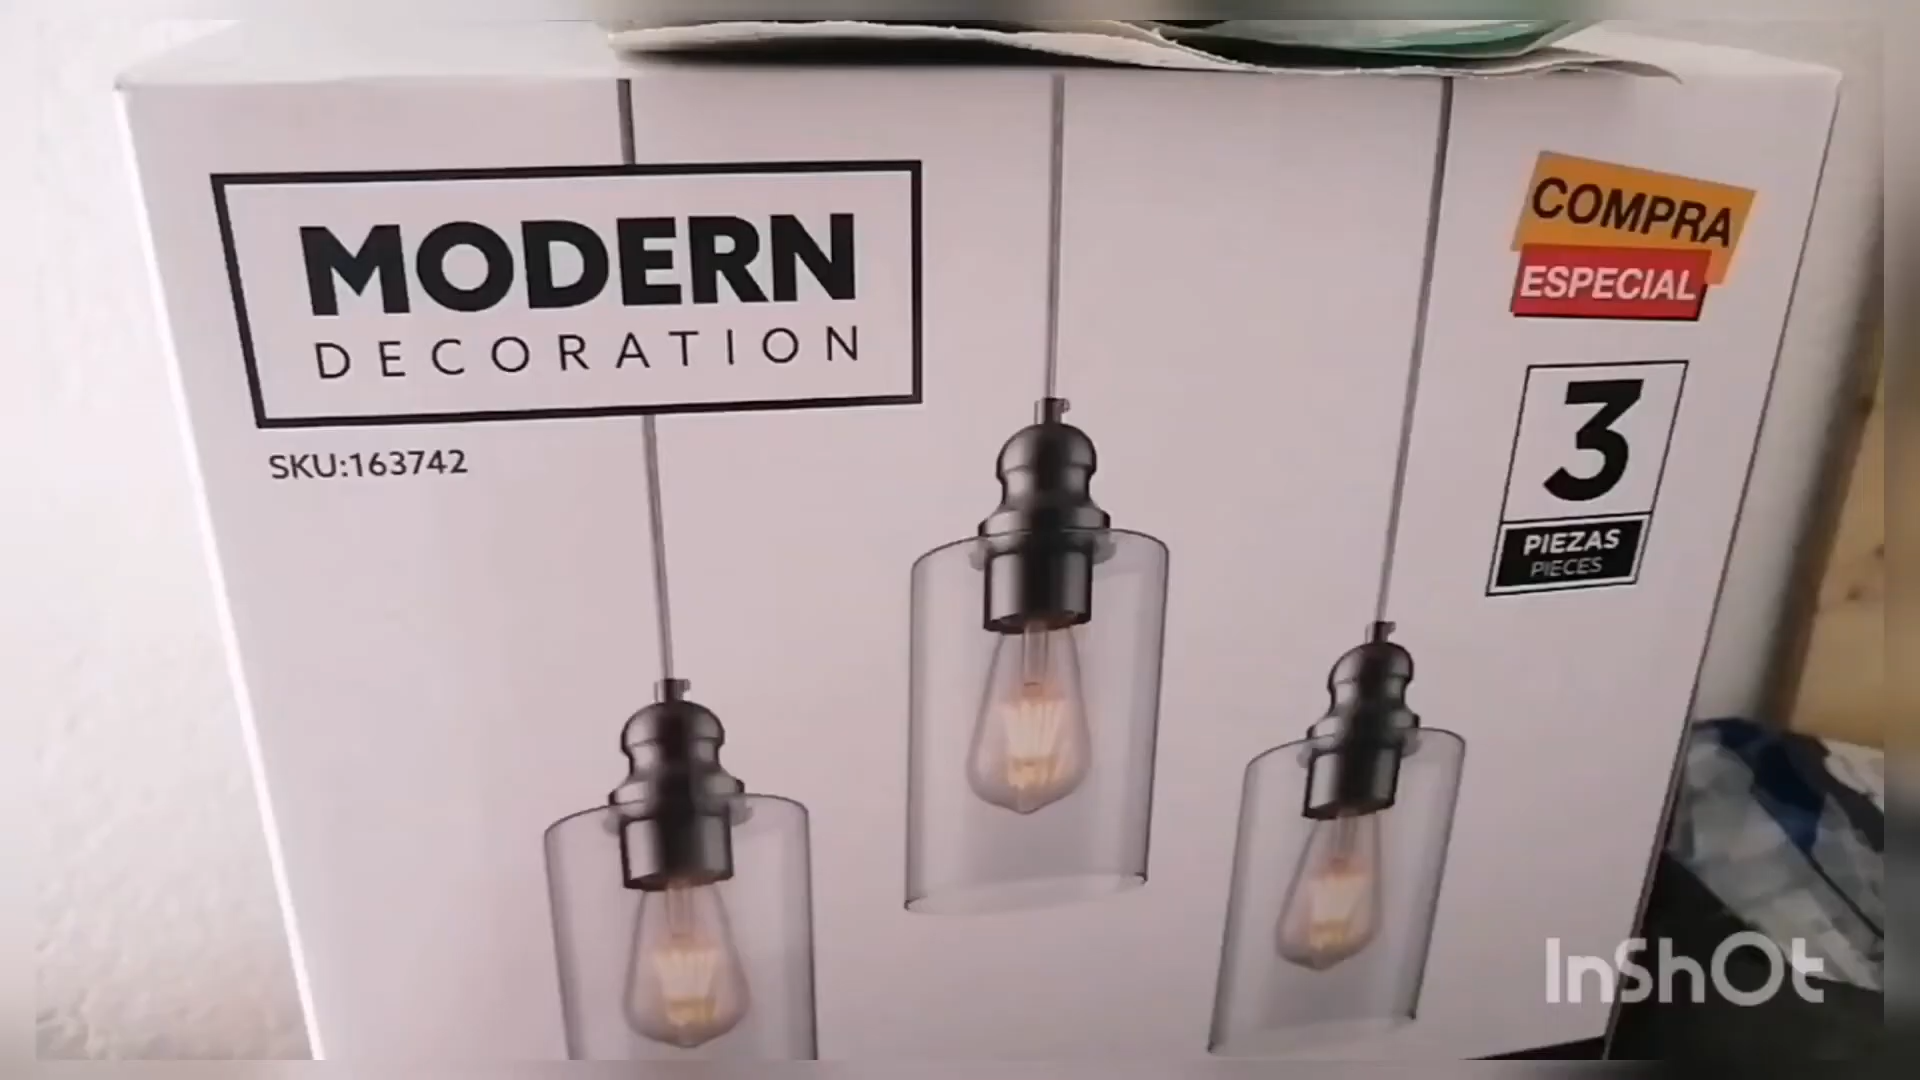 MODERN
DECORATION
SKU:163742
COMPRA
ESPECIAL
3
PIEZAS
PIECES
InShOt